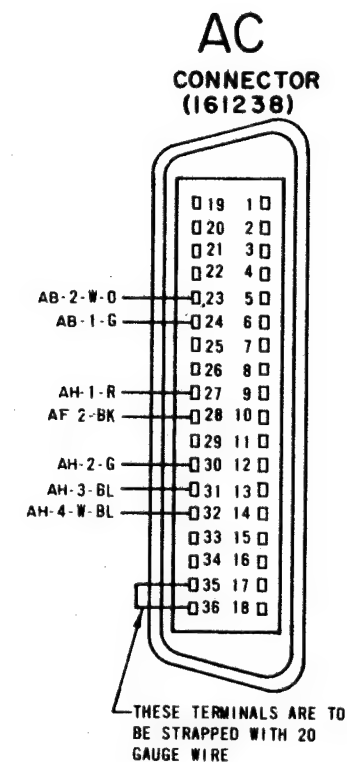 AC
CONNECTOR
(161238)
19 1
20 2
21 3
22 4
AB-2-W-O 23 5
AB-1-G 24 6
25 7
26 8
AH-1-R 27 9
AF 2-BK 28 10
29 11
AH-2-G 30 12
AH-3-BL 31 13
AH-4-W-BL 32 14
33 15
34 16
35 17
36 18
THESE TERMINALS ARE TO
BE STRAPPED WITH 20
GAUGE WIRE